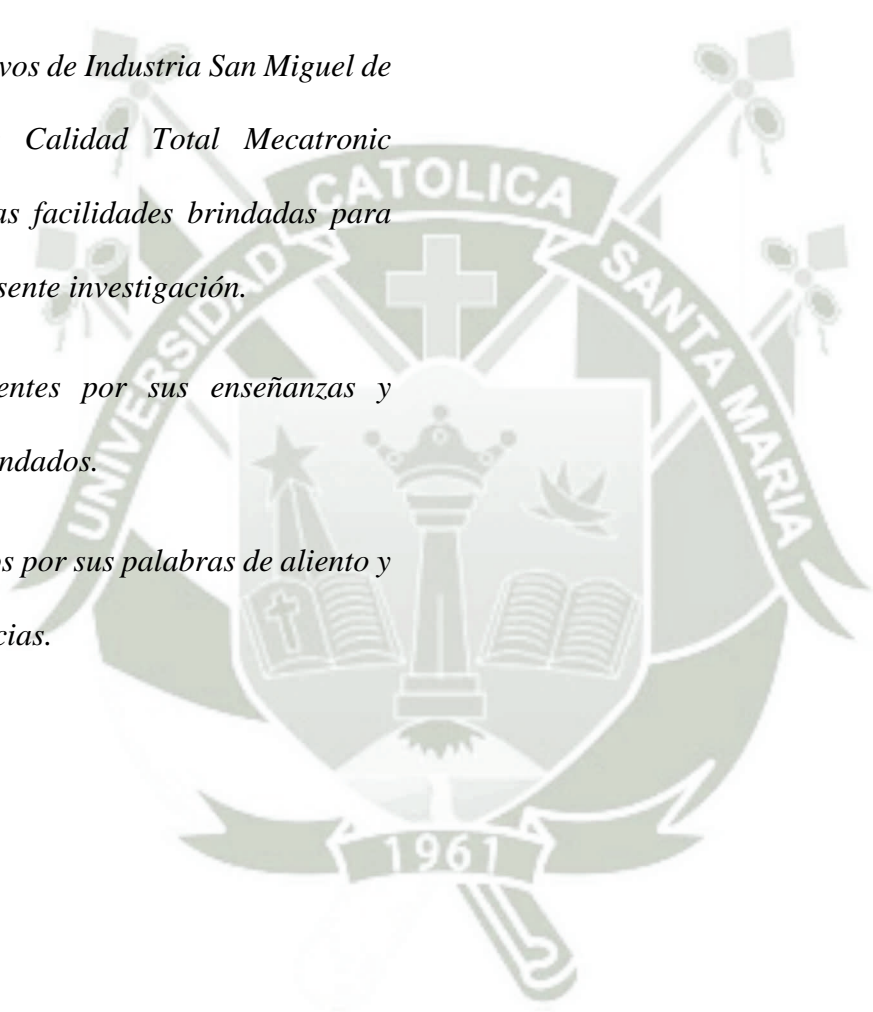 vos de Industria San Miguel de
Calidad Total Mecatronic
as facilidades brindadas para
sente investigación.
entes por sus enseñanzas y
ndados.
os por sus palabras de aliento y
cias.
UNIVERSIDAD CATOLICA SANTA MARIA
1961